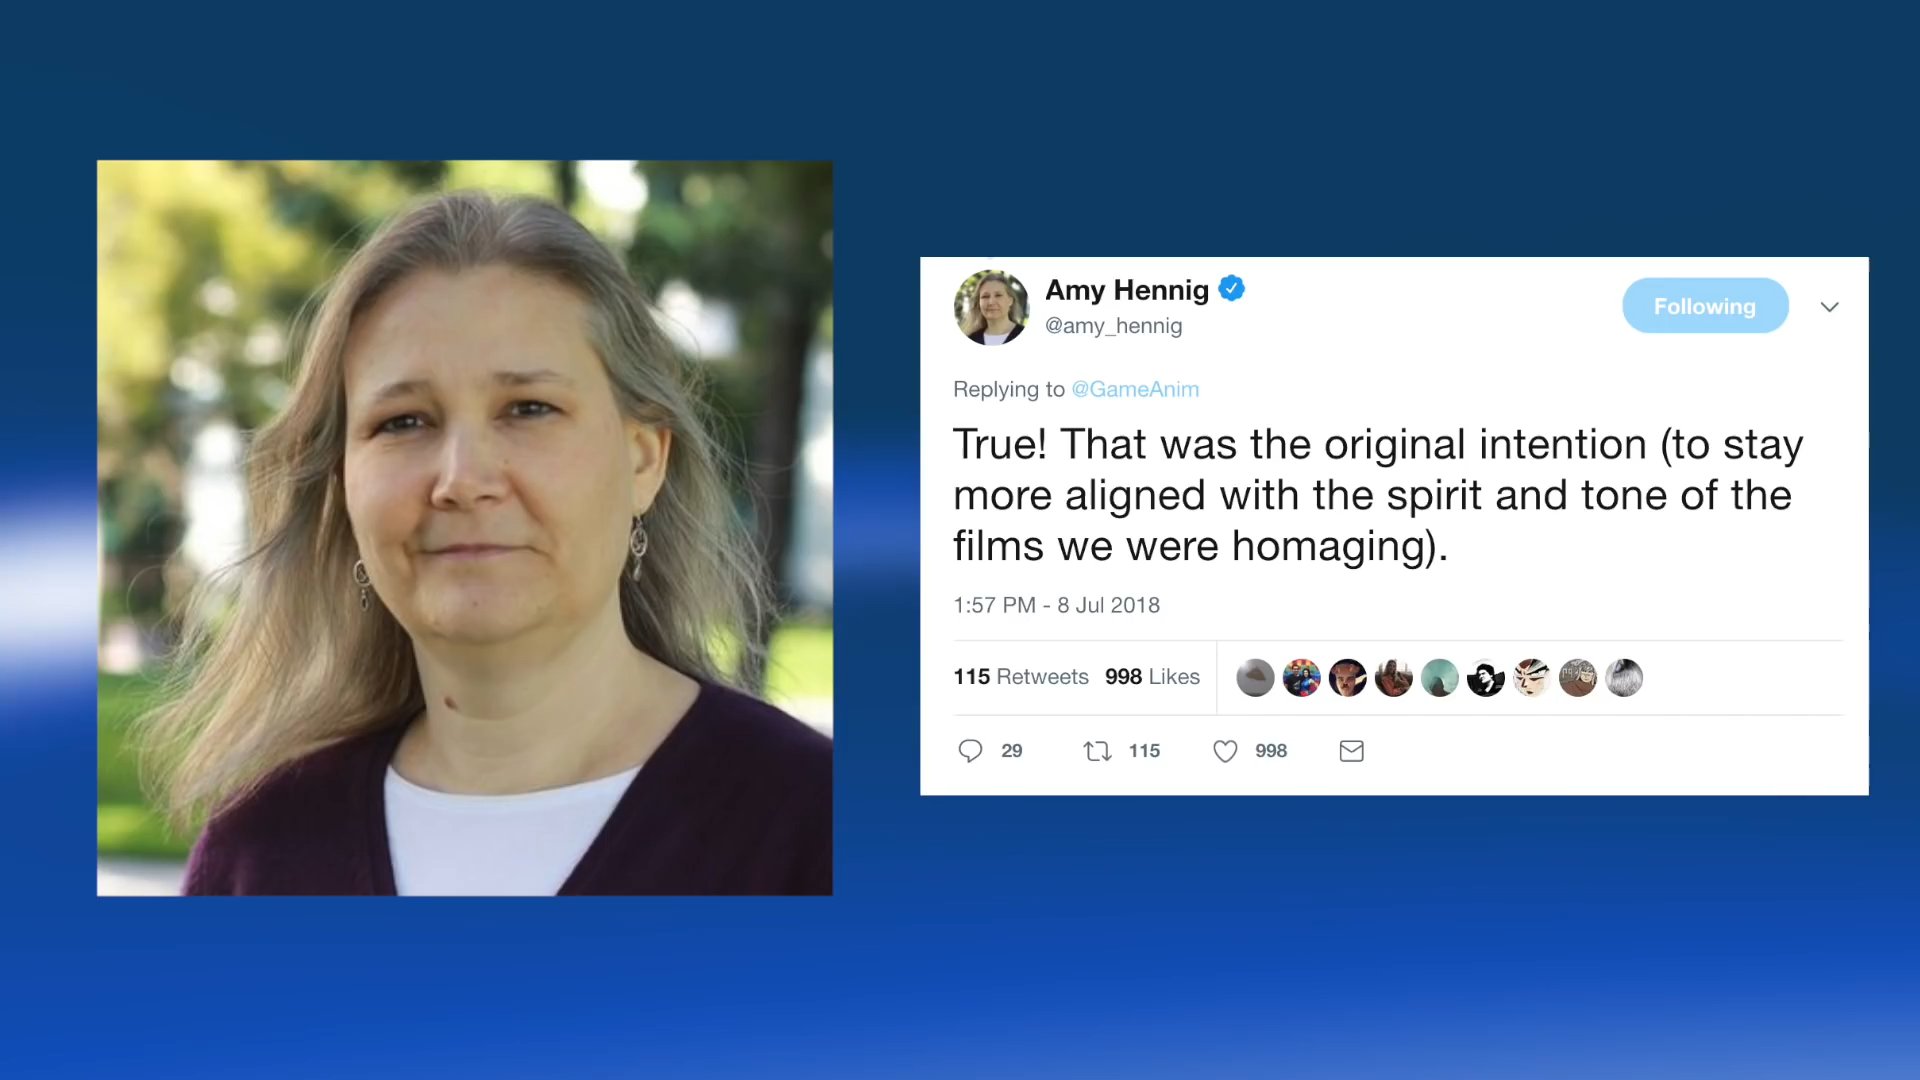 Amy Hennig
@amy_hennig
Following
Replying to @GameAnim
True! That was the original intention (to stay
more aligned with the spirit and tone of the
films we were homaging).
1:57 PM - 8 Jul 2018
115 Retweets 998 Likes
29 115 998